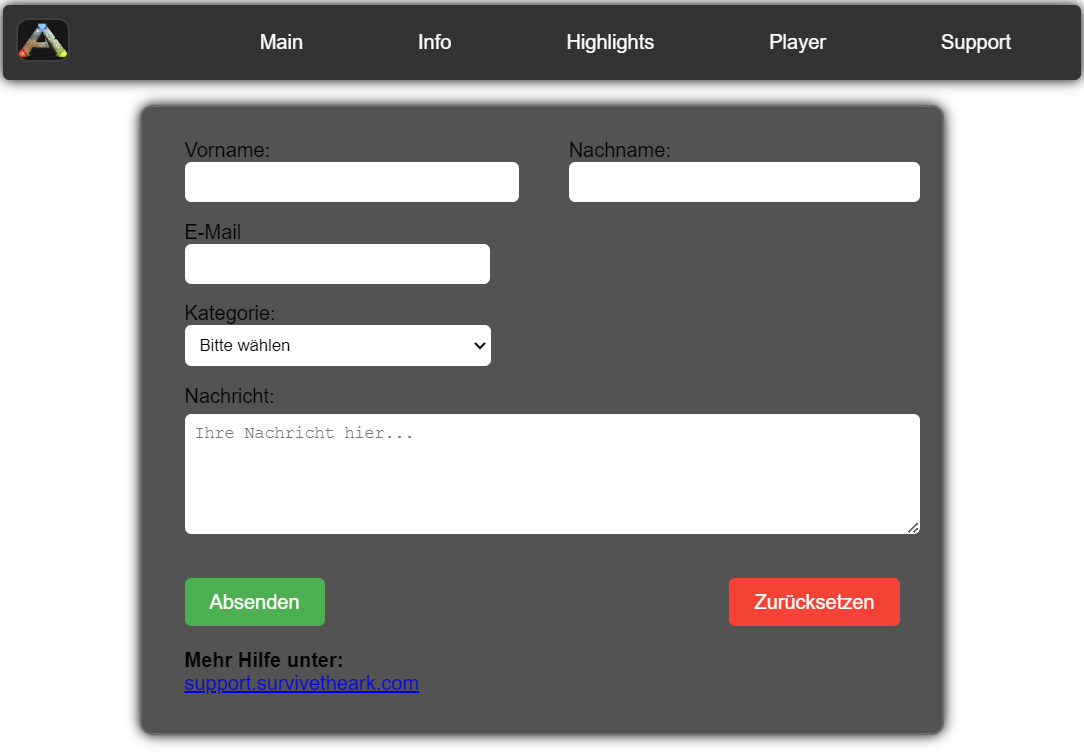 Main Info Highlights Player Support
Vorname: Nachname:
E-Mail
Kategorie:
Bitte wählen
Nachricht:
Ihre Nachricht hier...
Absenden Zurücksetzen
Mehr Hilfe unter:
support.survivetheark.com